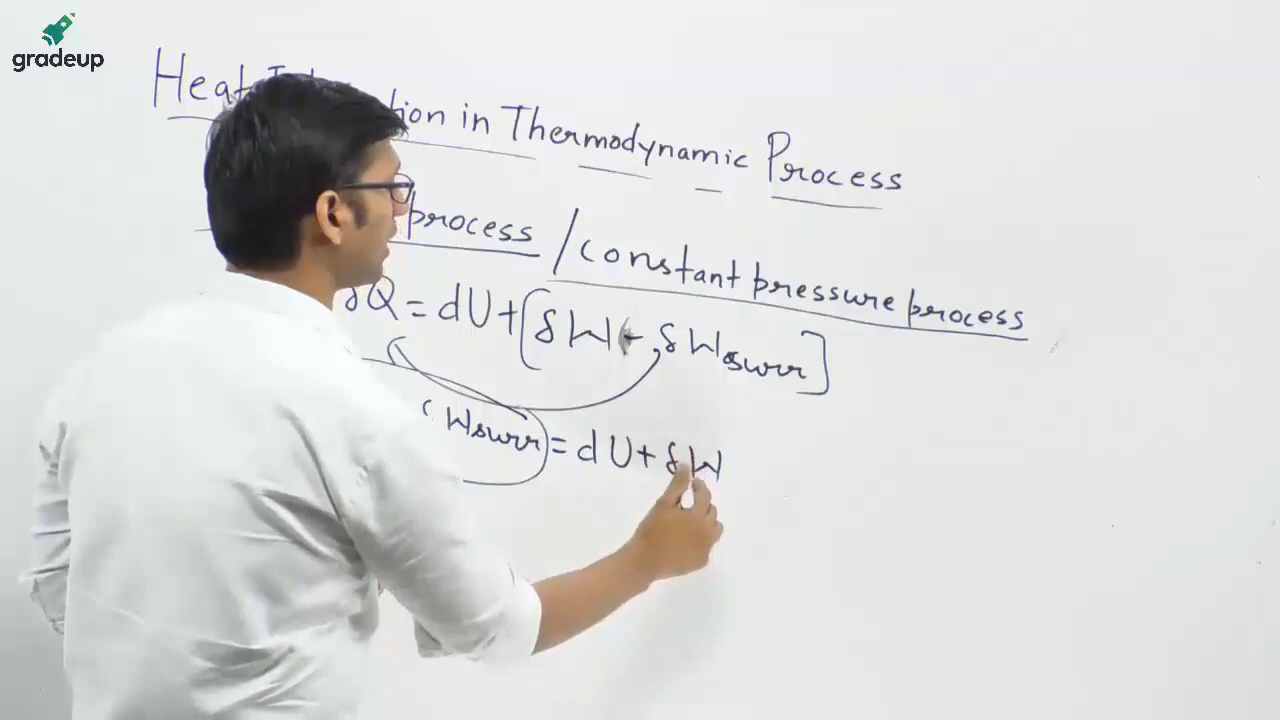 gradeup
Heat ion in Thermodynamic Process
process / constant pressure process
δQ = dU + [δW - δWsurr]
Wsurr) = dU + δW